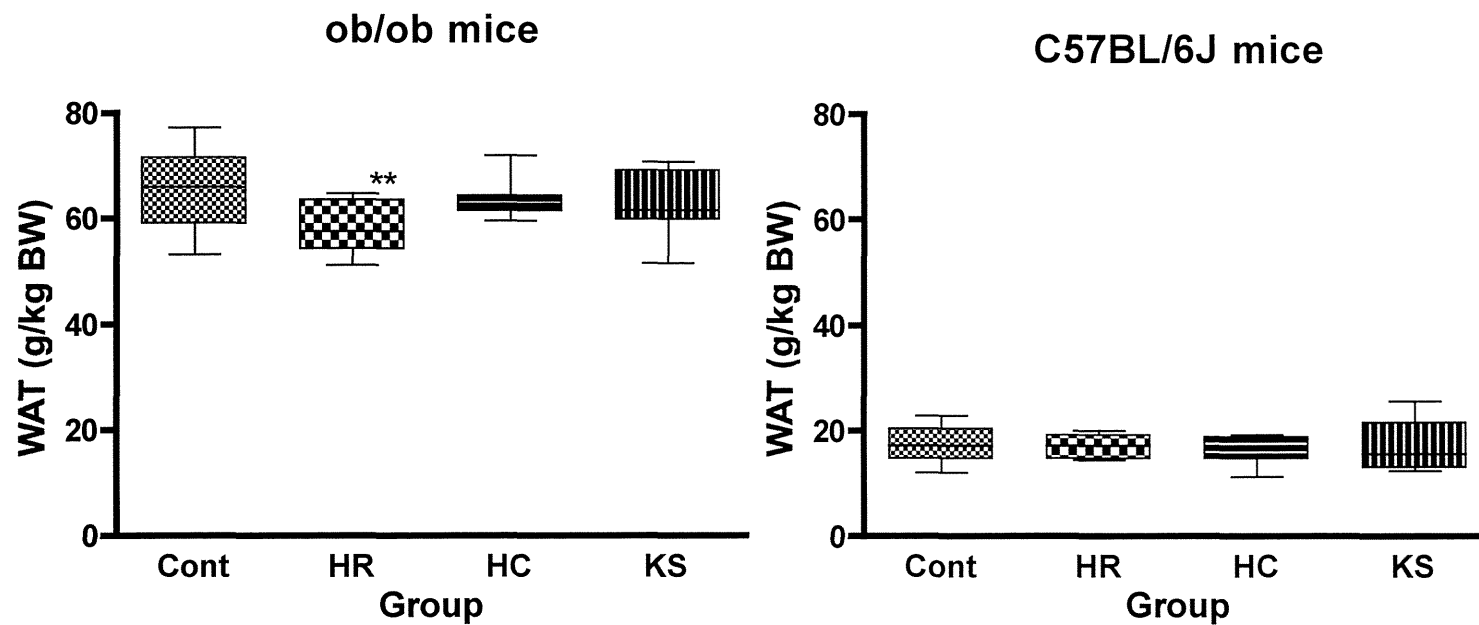 ob/ob mice
WAT (g/kg BW)
80
60
40
20
0
**
Cont HR HC KS
Group
C57BL/6J mice
WAT (g/kg BW)
80
60
40
20
0
Cont HR HC KS
Group